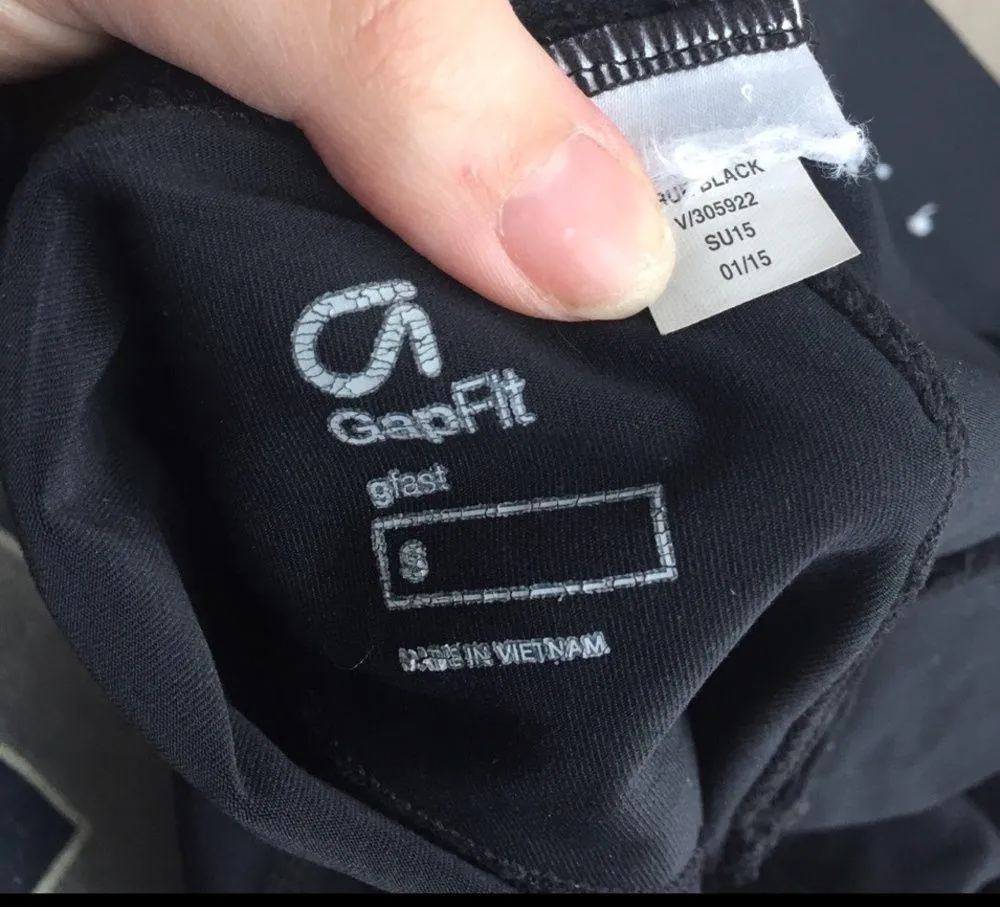 BLACK
V/305922
SU15
01/15
GapFit
gfast
S
MADE IN VIETNAM.